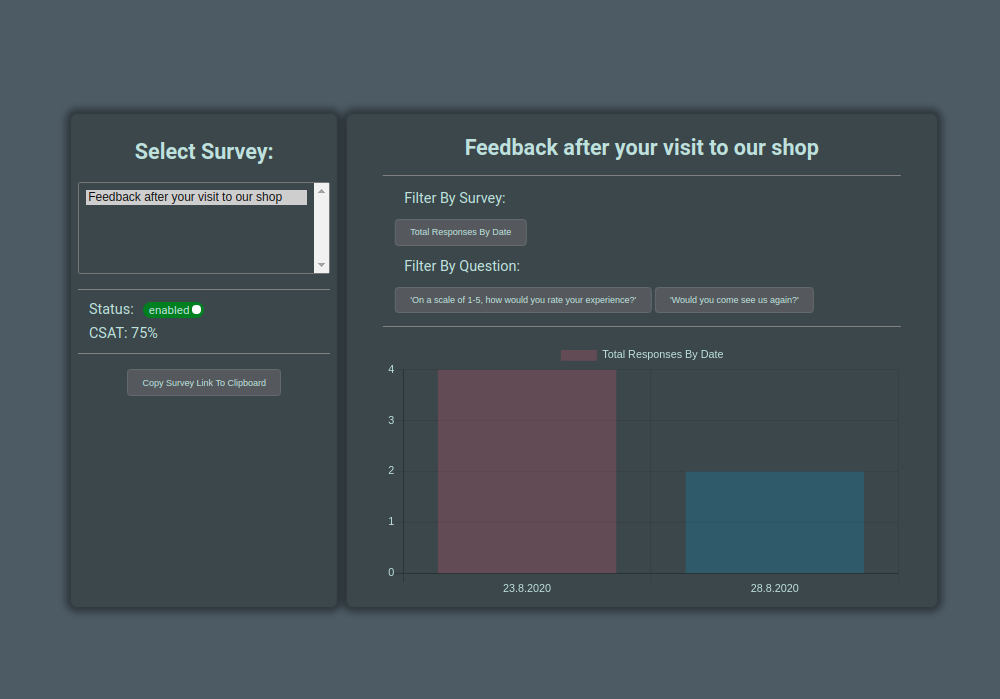 Select Survey:
Feedback after your visit to our shop
Status: enabled
CSAT: 75%
Copy Survey Link To Clipboard
Feedback after your visit to our shop
Filter By Survey:
Total Responses By Date
Filter By Question:
'On a scale of 1-5, how would you rate your experience?' 'Would you come see us again?'
Total Responses By Date
4
3
2
1
0
23.8.2020 28.8.2020